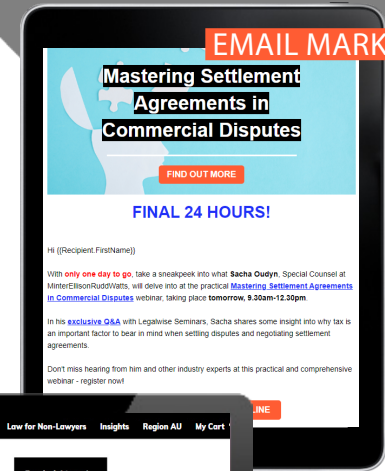 EMAIL MARK
Mastering Settlement
Agreements in
Commercial Disputes
FIND OUT MORE
FINAL 24 HOURS!
Hi {{Recipient.FirstName}}
With only one day to go, take a sneakpeek into what Sacha Oudyn, Special Counsel at
MinterEllisonRuddWatts, will delve into at the practical Mastering Settlement Agreements
in Commercial Disputes webinar, taking place tomorrow, 9.30am-12.30pm.
In his exclusive Q&A with Legalwise Seminars, Sacha shares some insight into why tax is
an important factor to bear in mind when settling disputes and negotiating settlement
agreements.
Don't miss hearing from him and other industry experts at this practical and comprehensive
webinar - register now!
LINE
Law for Non-Lawyers Insights Region AU My Cart